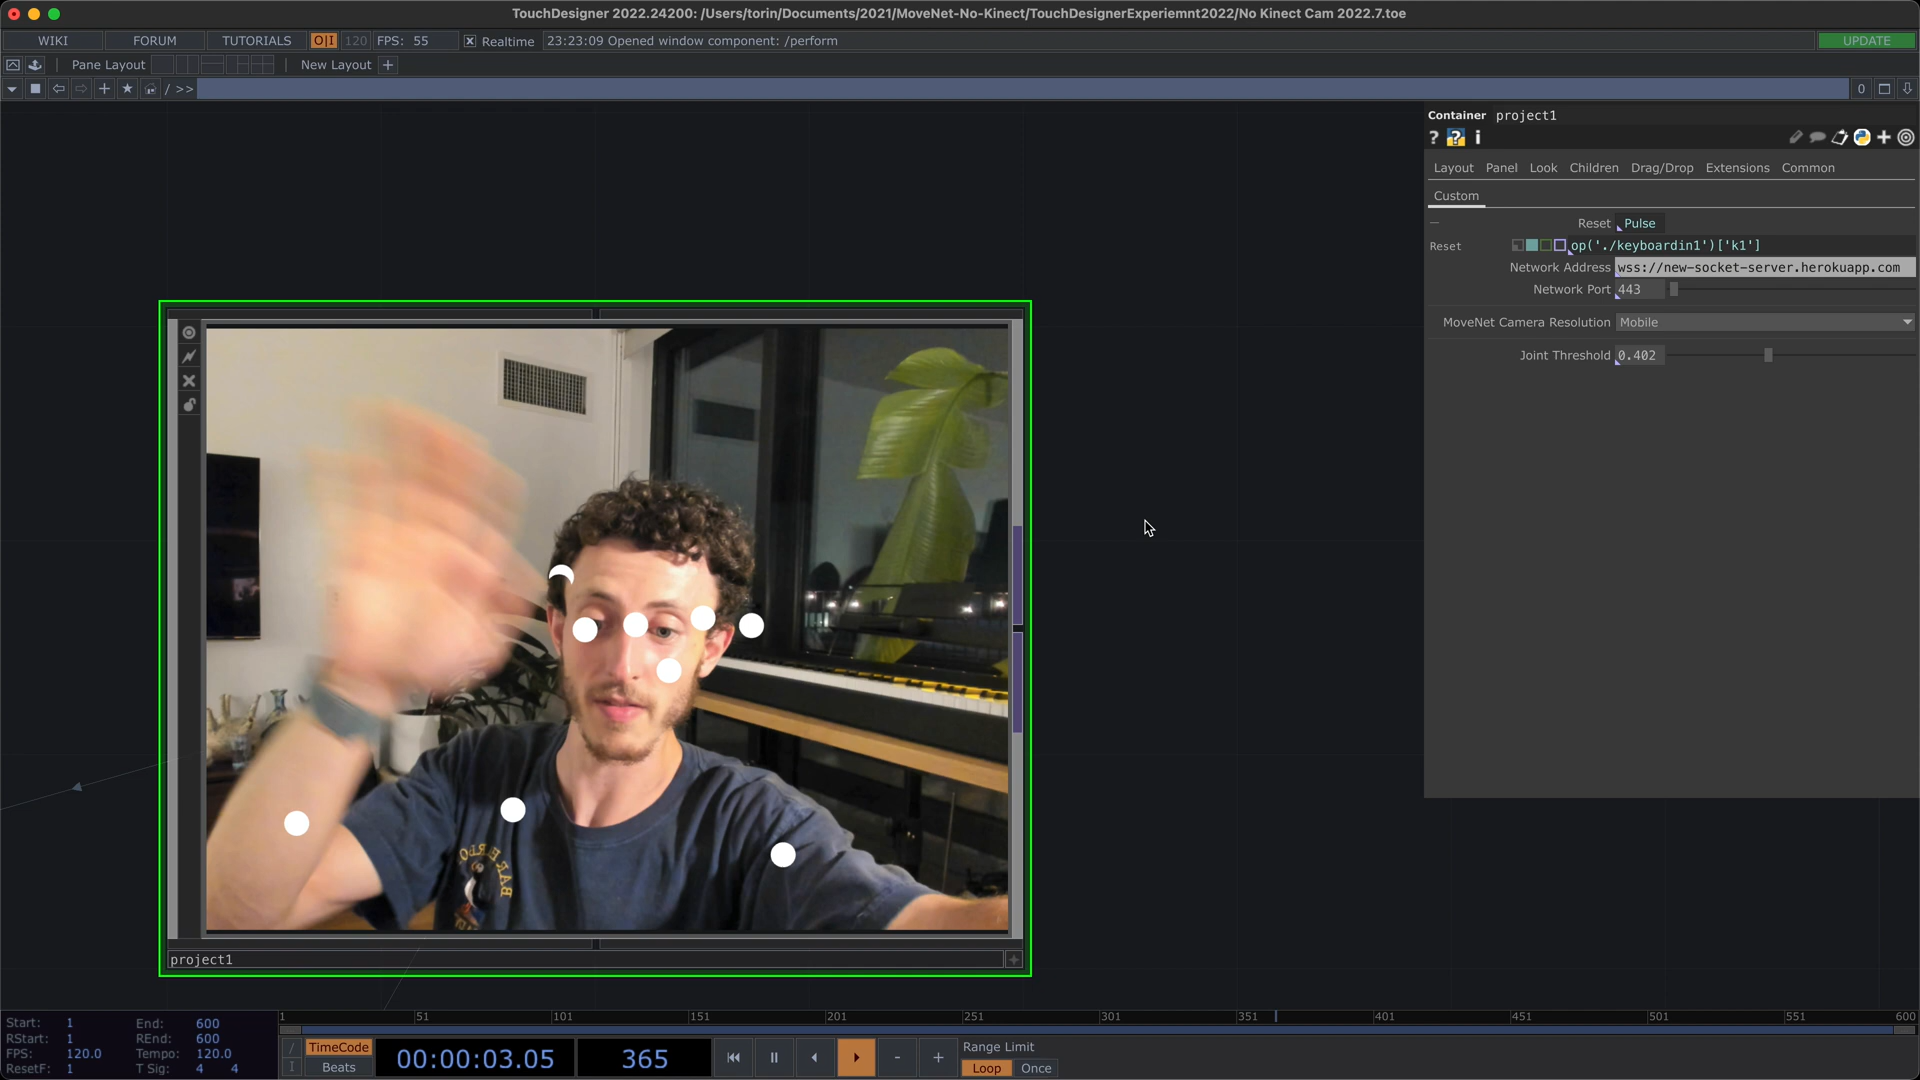 TouchDesigner 2022.24200: /Users/torin/Documents/2021/MoveNet-No-Kinect/TouchDesignerExperiemnt2022/No Kinect Cam 2022.7.toe
WIKI FORUM TUTORIALS O|I 120 FPS: 55 Realtime 23:23:09 Opened window component: /perform UPDATE
Pane Layout New Layout +
/ >> 0
Container project1
? ? i
Layout Panel Look Children Drag/Drop Extensions Common
Custom
Reset Pulse
Reset op('./keyboardin1')['k1']
Network Address wss://new-socket-server.herokuapp.com
Network Port 443
MoveNet Camera Resolution Mobile
Joint Threshold 0.402
project1
1 51 101 151 201 251 301 351 401 451 501 551 600
Start: 1 End: 600
RStart: 1 REnd: 600
FPS: 120.0 Tempo: 120.0
ResetF: 1 T Sig: 4 4
TimeCode
Beats
00:00:03.05 365
- +
Range Limit
Loop Once